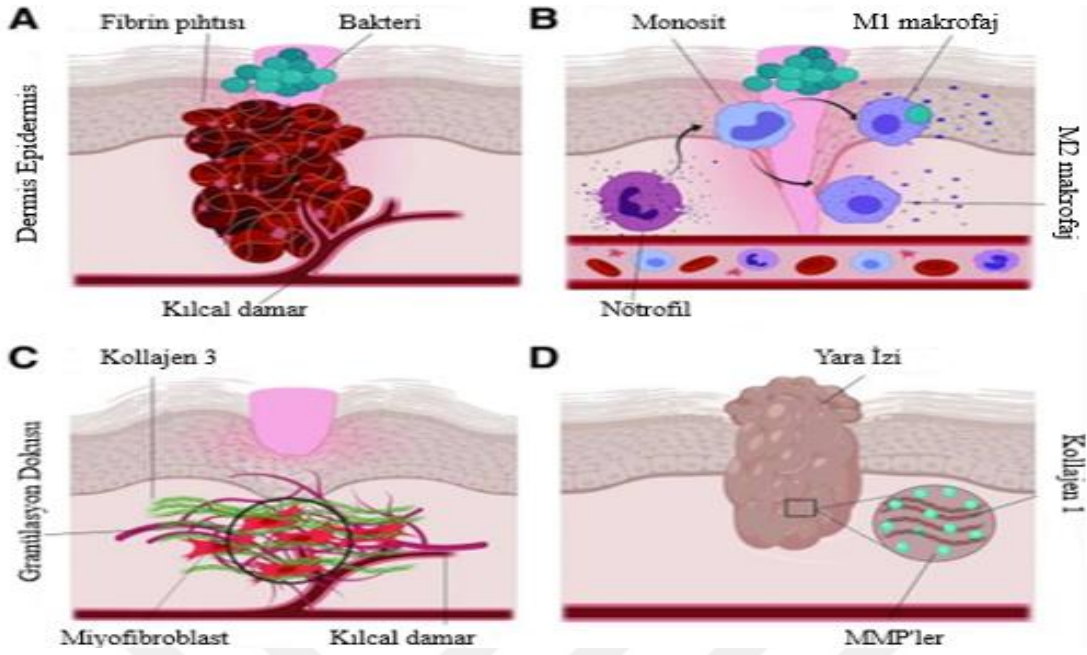 A
Fibrin pıhtısı
Bakteri
Dermis Epidermis
Kılcal damar
B
Monosit
M1 makrofaj
M2 makrofaj
Nötrofil
C
Kollajen 3
Granülasyon Dokusu
Miyofibroblast
Kılcal damar
D
Yara İzi
Kollajen 1
MMP'ler